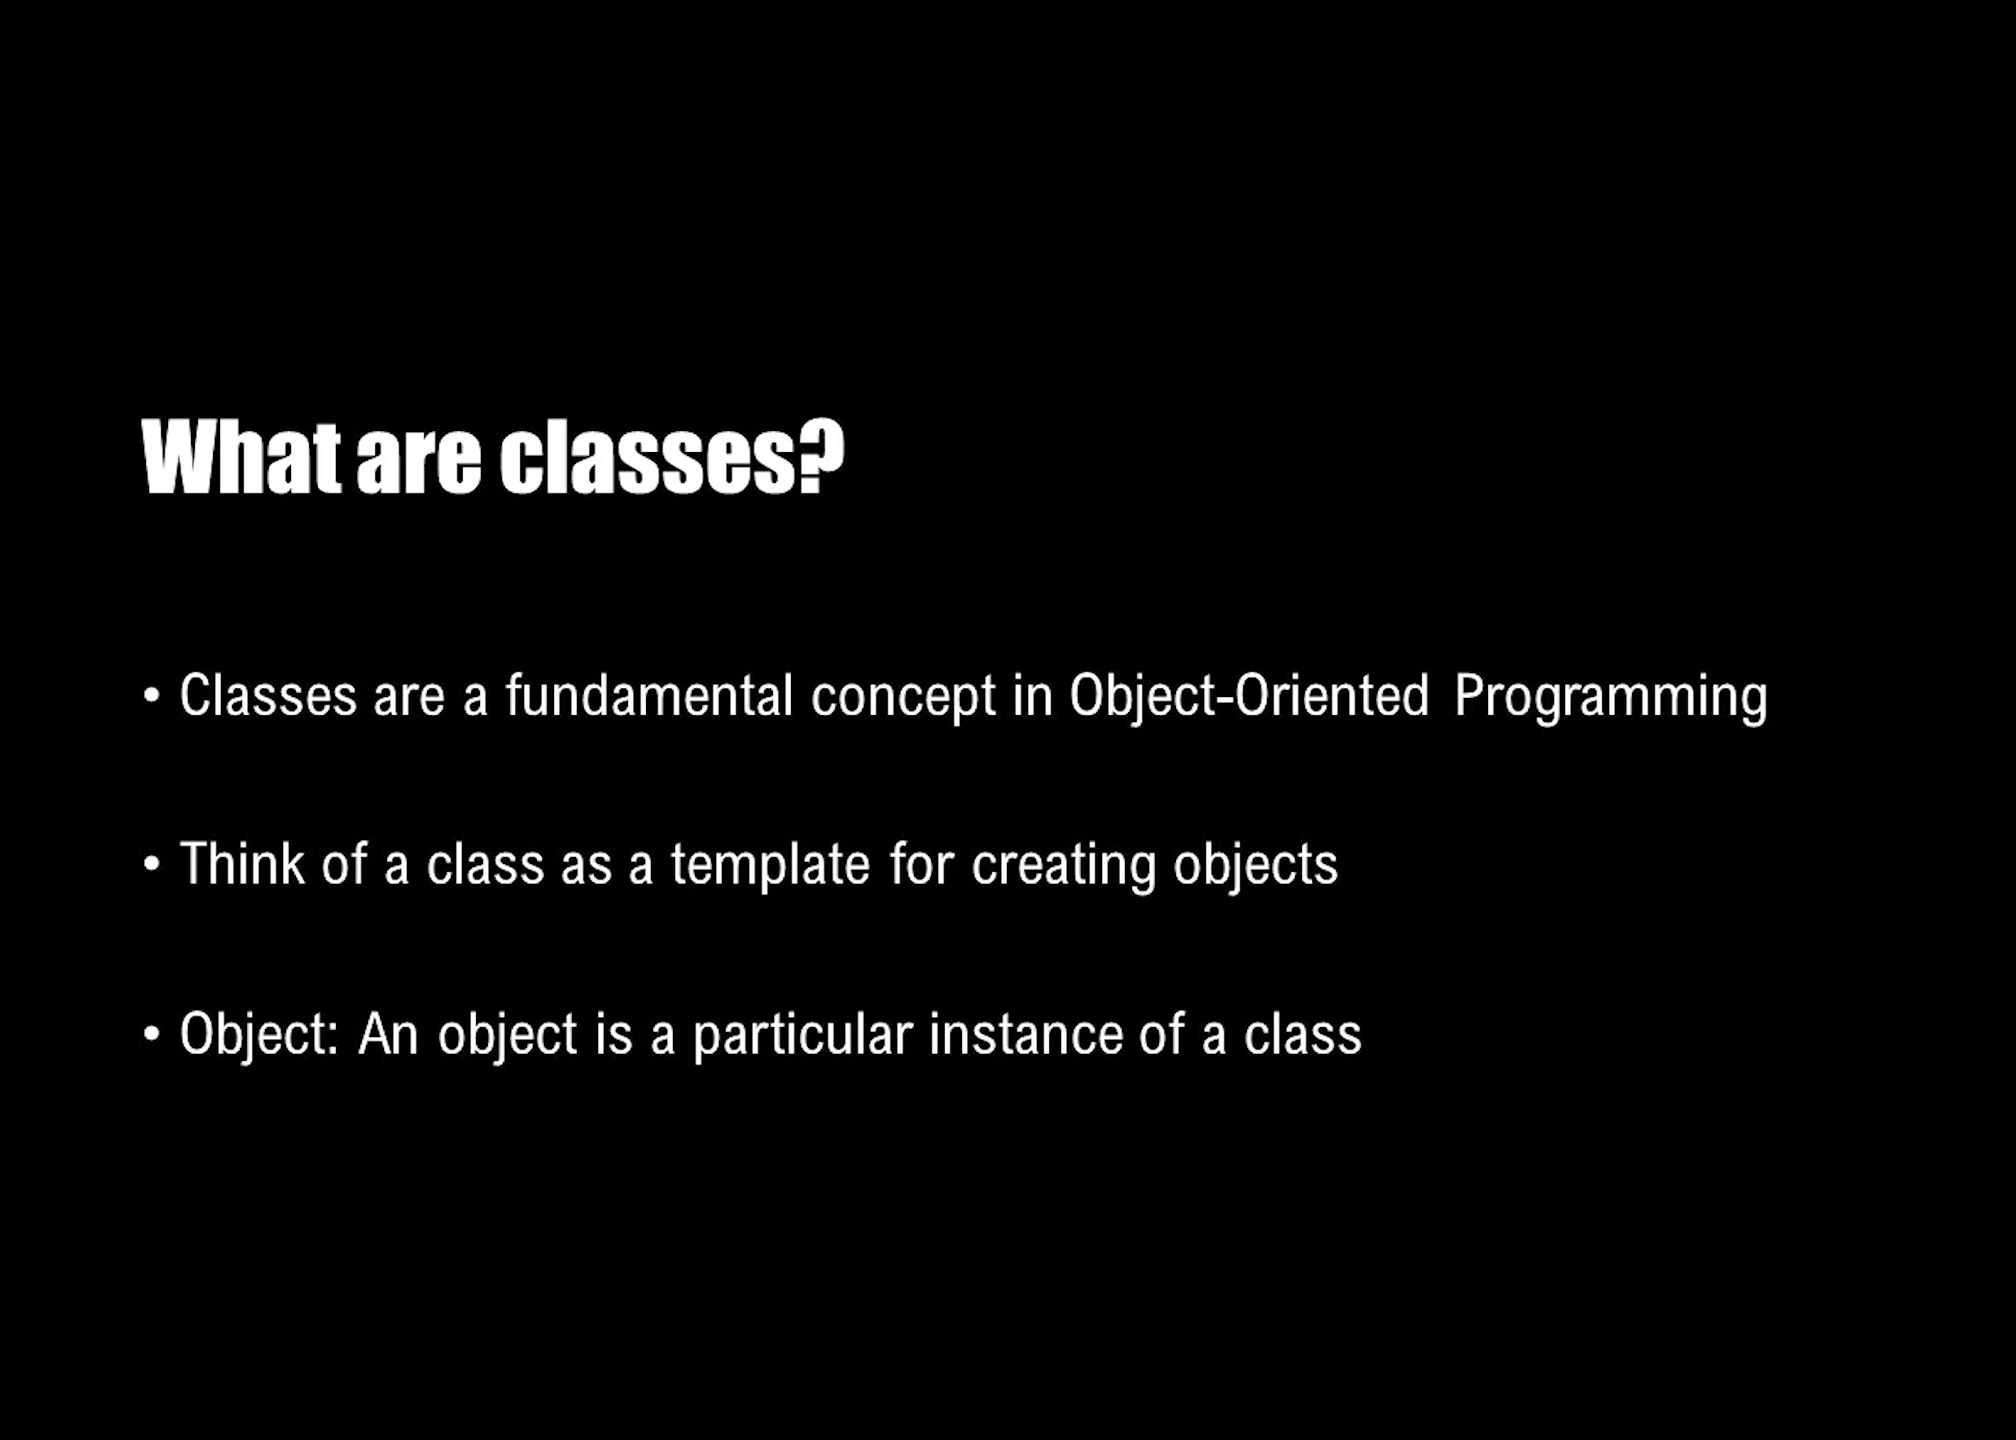 What are classes?
• Classes are a fundamental concept in Object-Oriented Programming
• Think of a class as a template for creating objects
• Object: An object is a particular instance of a class